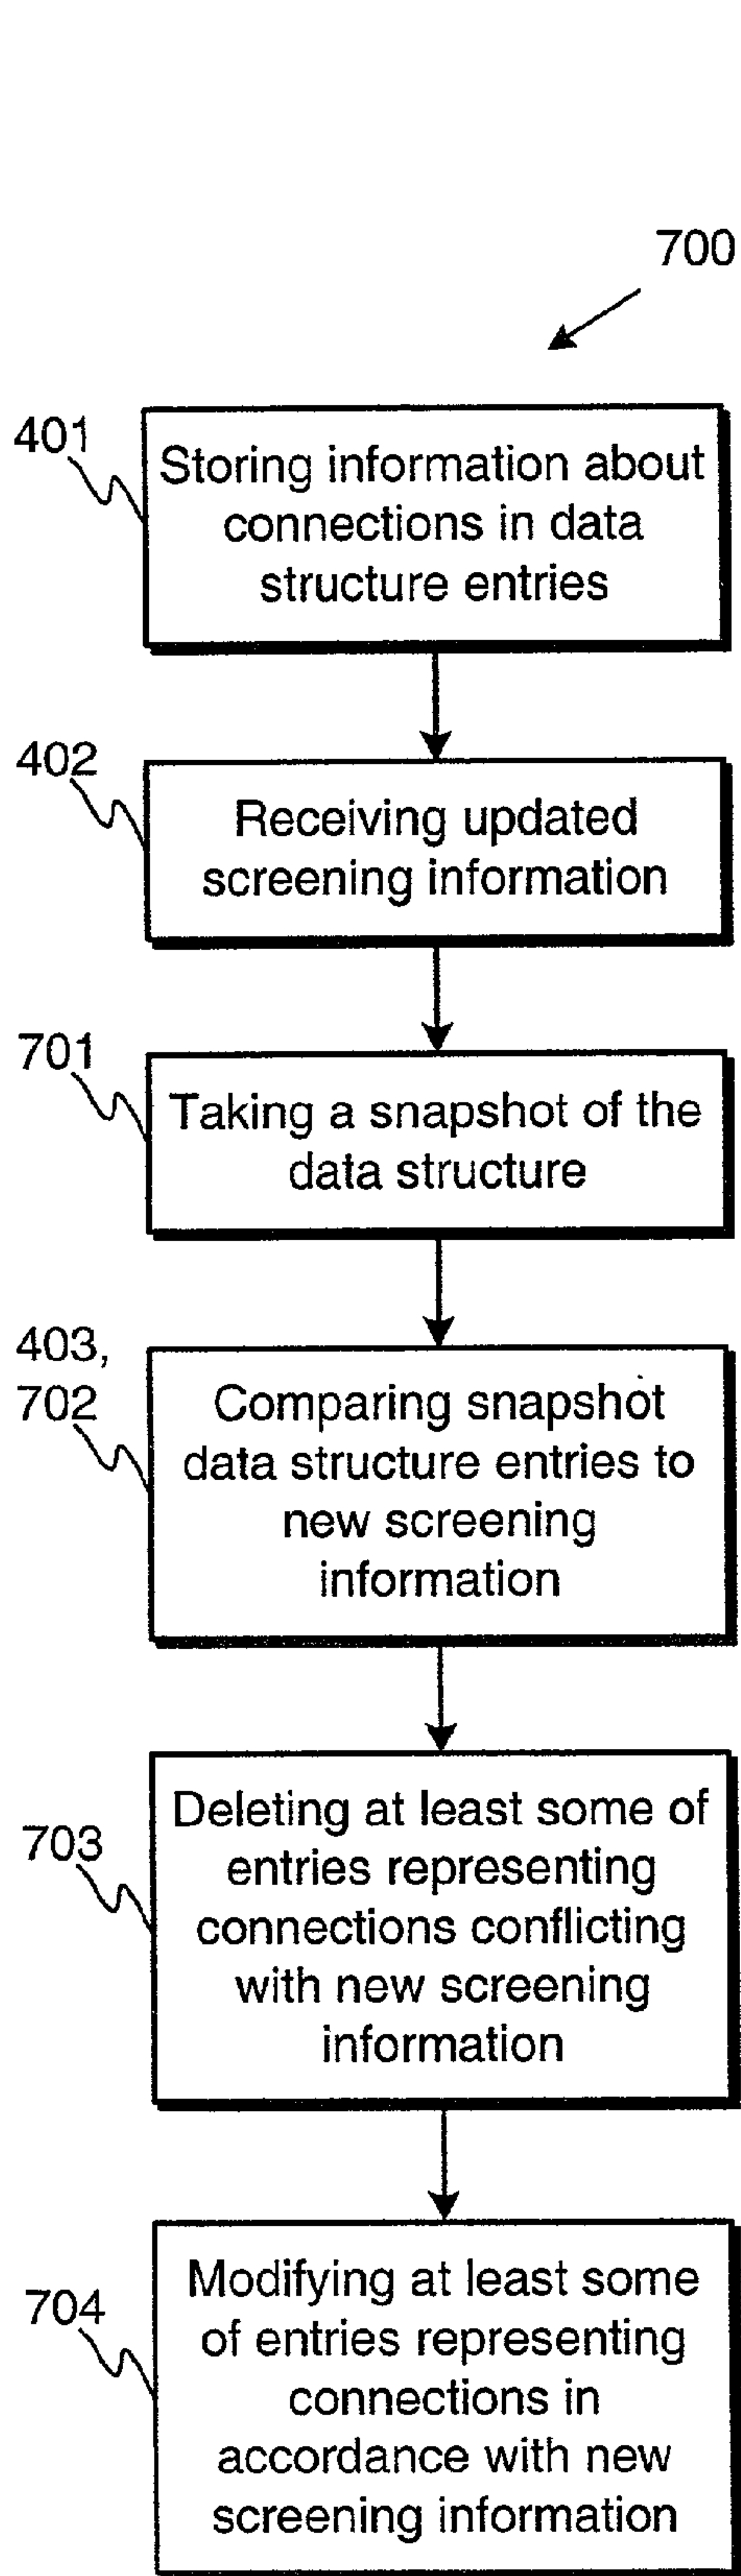 700
401
Storing information about
connections in data
structure entries
402
Receiving updated
screening information
701
Taking a snapshot of the
data structure
403,
702
Comparing snapshot
data structure entries to
new screening
information
703
Deleting at least some of
entries representing
connections conflicting
with new screening
information
704
Modifying at least some
of entries representing
connections in
accordance with new
screening information